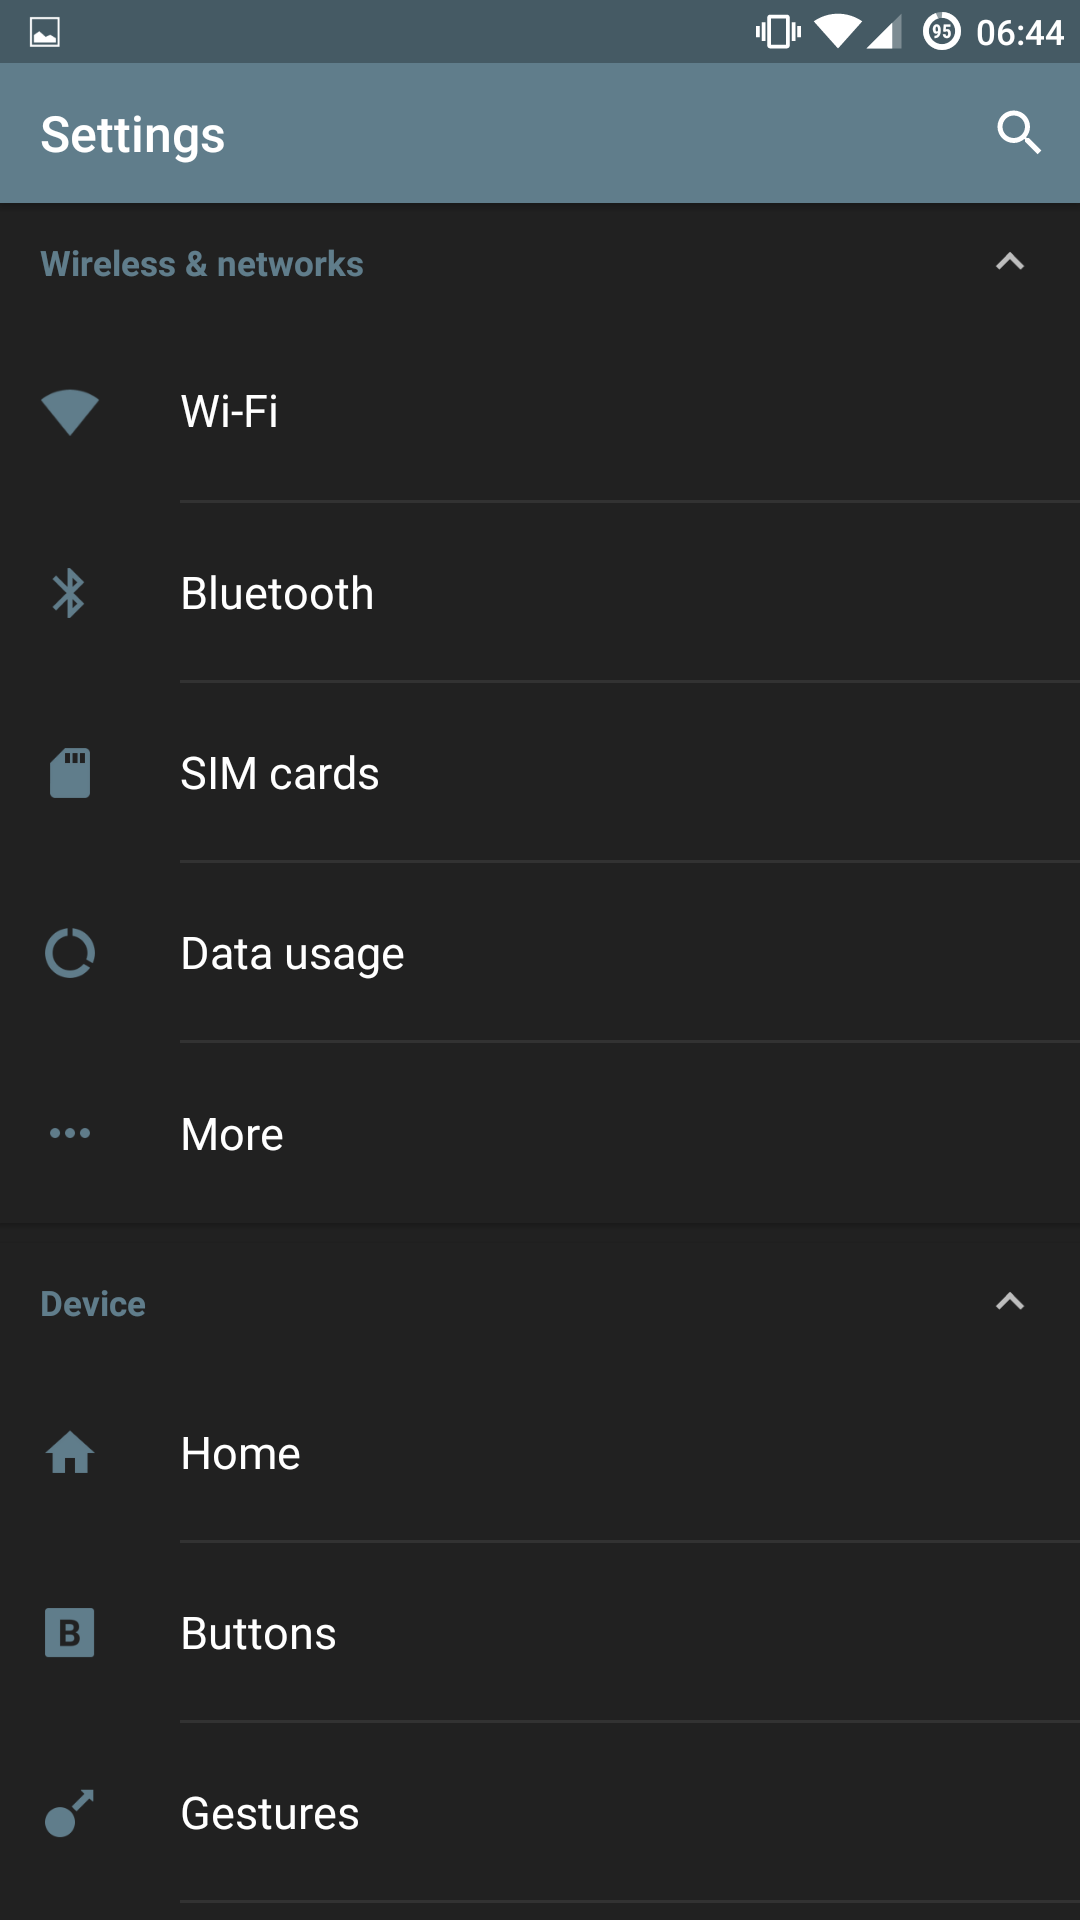 95 06:44
Settings
Wireless & networks
Wi-Fi
Bluetooth
SIM cards
Data usage
More
Device
Home
B Buttons
Gestures